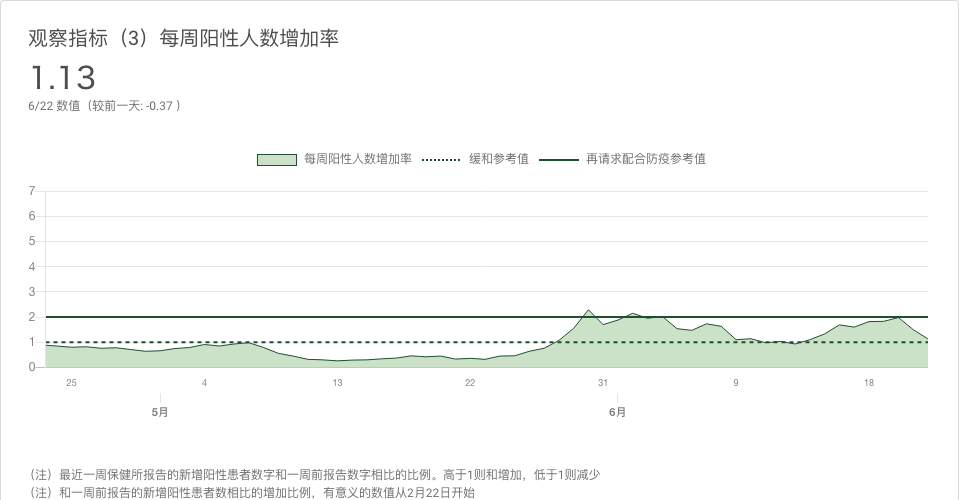 观察指标（3）每周阳性人数增加率
1.13
6/22 数值（较前一天: -0.37 ）
每周阳性人数增加率 缓和参考值 再请求配合防疫参考值
7
6
5
4
3
2
1
0
25 4 13 22 31 9 18
5月 6月
（注）最近一周保健所报告的新增阳性患者数字和一周前报告数字相比的比例。高于1则和增加，低于1则减少
（注）和一周前报告的新增阳性患者数相比的增加比例，有意义的数值从2月22日开始